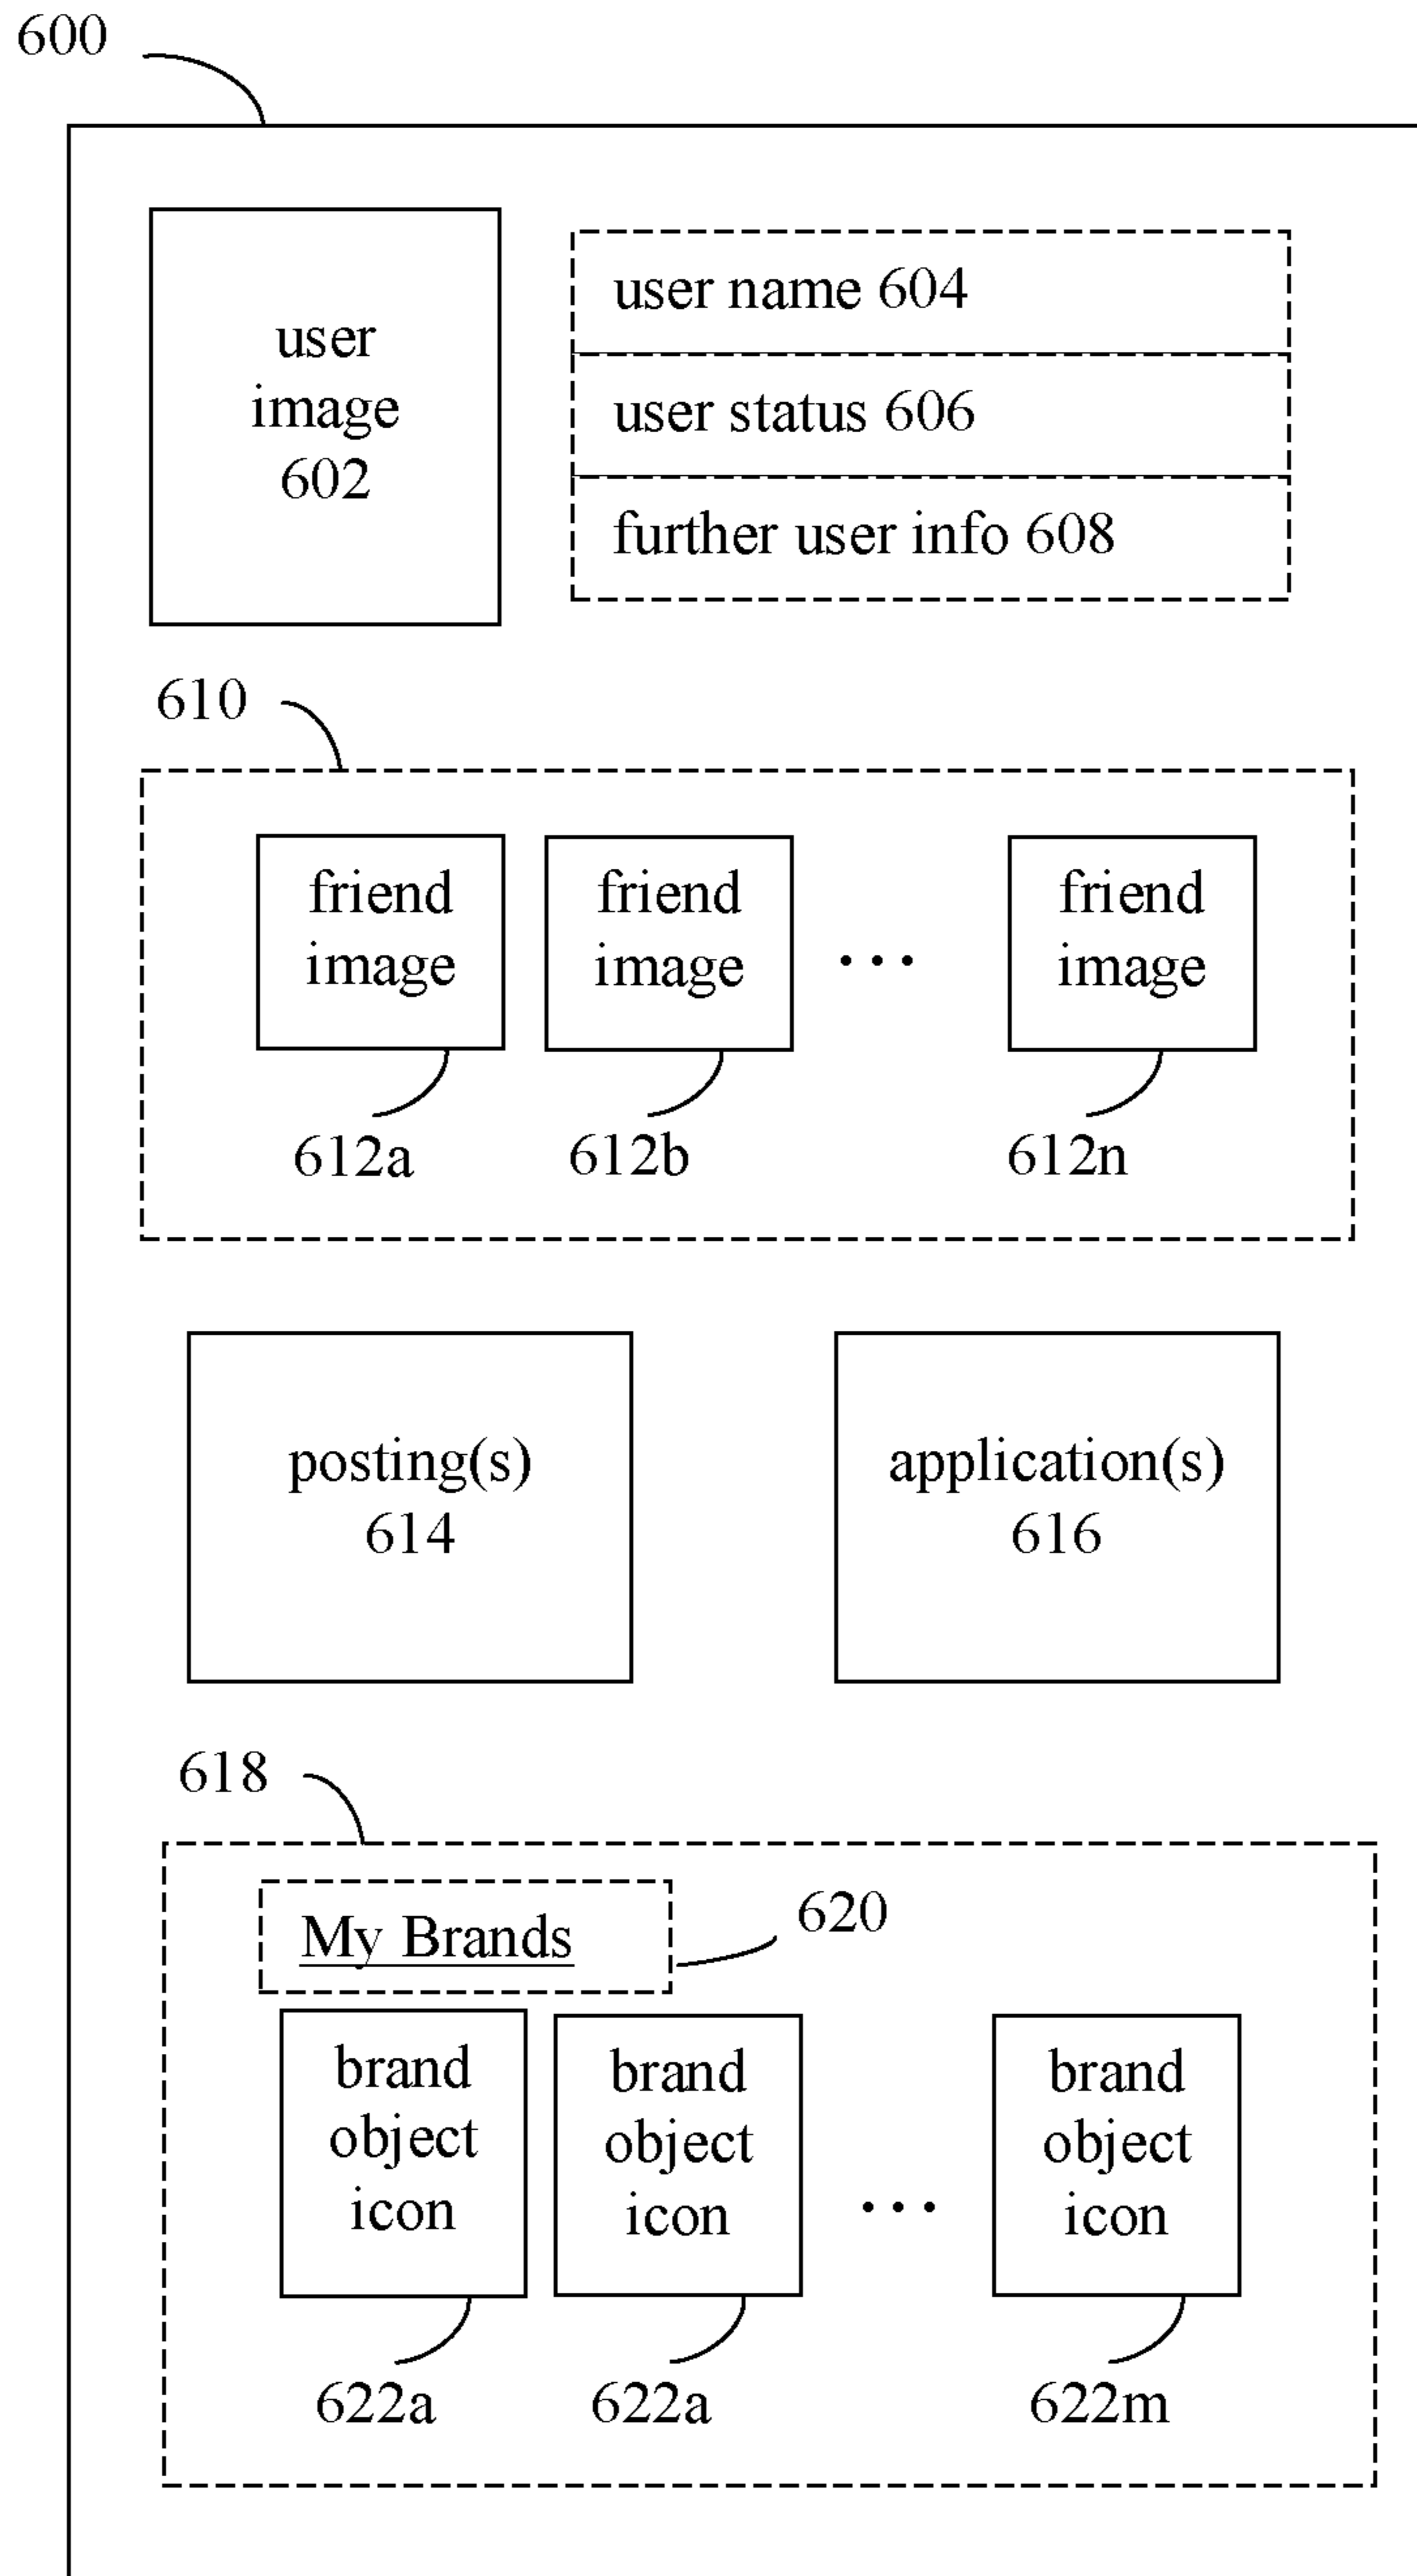 600
user
image
602
user name 604
user status 606
further user info 608
610
friend
image
friend
image
...
friend
image
612a
612b
612n
posting(s)
614
application(s)
616
618
My Brands
620
brand
object
icon
brand
object
icon
...
brand
object
icon
622a
622a
622m